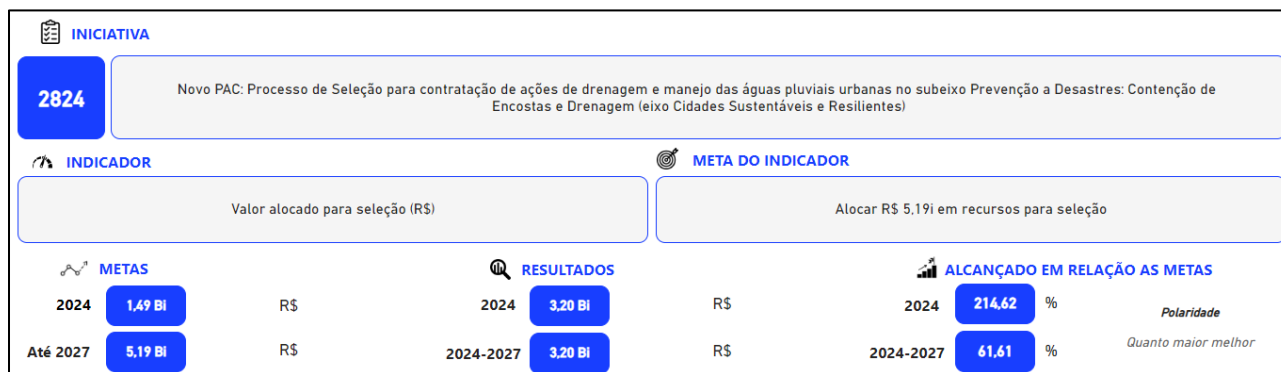 INICIATIVA
2824
Novo PAC: Processo de Seleção para contratação de ações de drenagem e manejo das águas pluviais urbanas no subeixo Prevenção a Desastres: Contenção de
Encostas e Drenagem (eixo Cidades Sustentáveis e Resilientes)
INDICADOR
META DO INDICADOR
Valor alocado para seleção (R$)
Alocar R$ 5,19i em recursos para seleção
METAS
RESULTADOS
ALCANÇADO EM RELAÇÃO AS METAS
2024 1,49 Bi R$ 2024 3,20 Bi R$ 2024 214,62 % Polaridade
Até 2027 5,19 Bi R$ 2024-2027 3,20 Bi R$ 2024-2027 61,61 % Quanto maior melhor